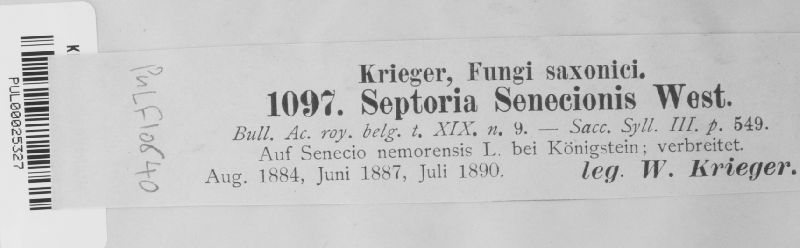 Krieger, Fungi saxonici.
1097. Septoria Senecionis West.
Bull. Ac. roy. belg. t. XIX. n. 9. — Sacc. Syll. III. p. 549.
Auf Senecio nemorensis L. bei Königstein; verbreitet.
Aug. 1884, Juni 1887, Juli 1890. leg. W. Krieger.
PULF10640
PUL00025327
K